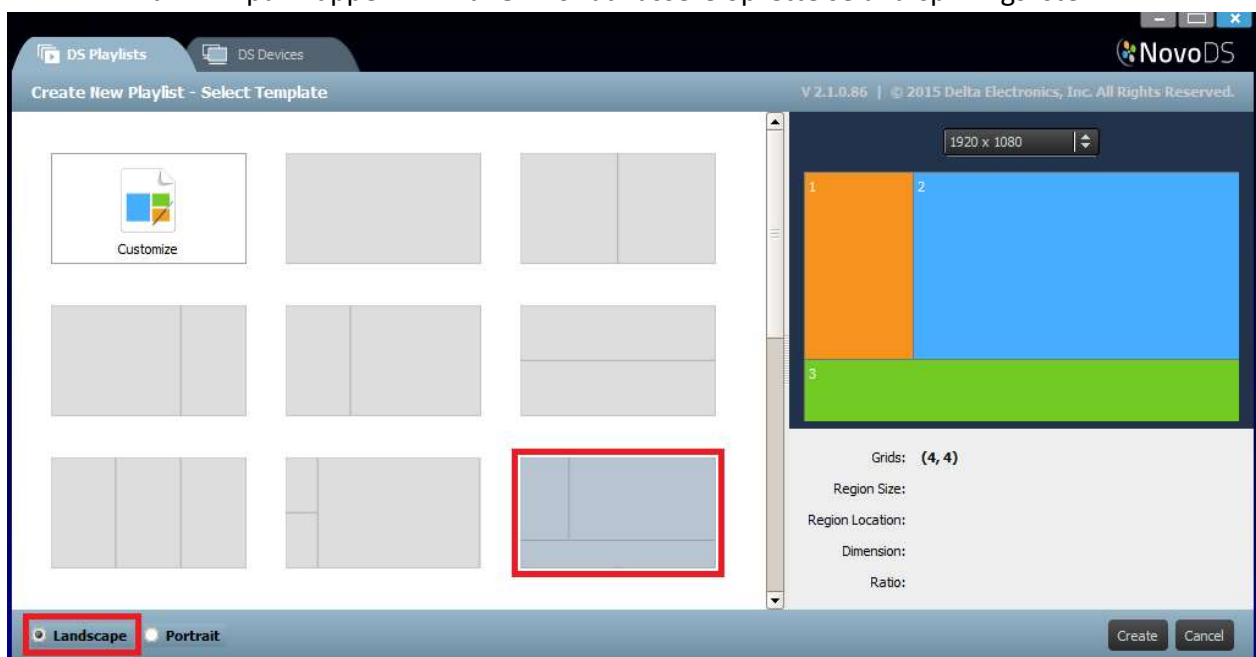 DS Playlists
DS Devices
NovoDS
Create New Playlist - Select Template
V 2.1.0.86 | © 2015 Delta Electronics, Inc. All Rights Reserved.
1920 x 1080
Customize
1
2
3
Grids: (4, 4)
Region Size:
Region Location:
Dimension:
Ratio:
Landscape
Portrait
Create
Cancel